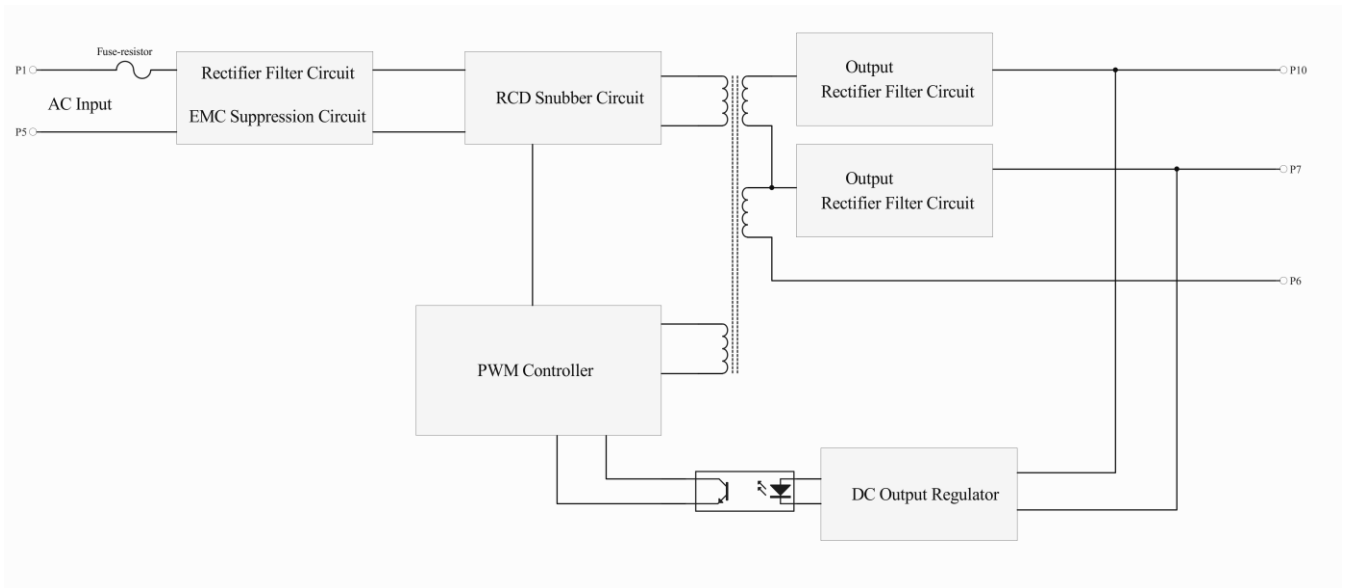 Fuse-resistor
P1
Rectifier Filter Circuit
AC Input
EMC Suppression Circuit
P5
RCD Snubber Circuit
Output
Rectifier Filter Circuit
P10
Output
Rectifier Filter Circuit
P7
P6
PWM Controller
DC Output Regulator